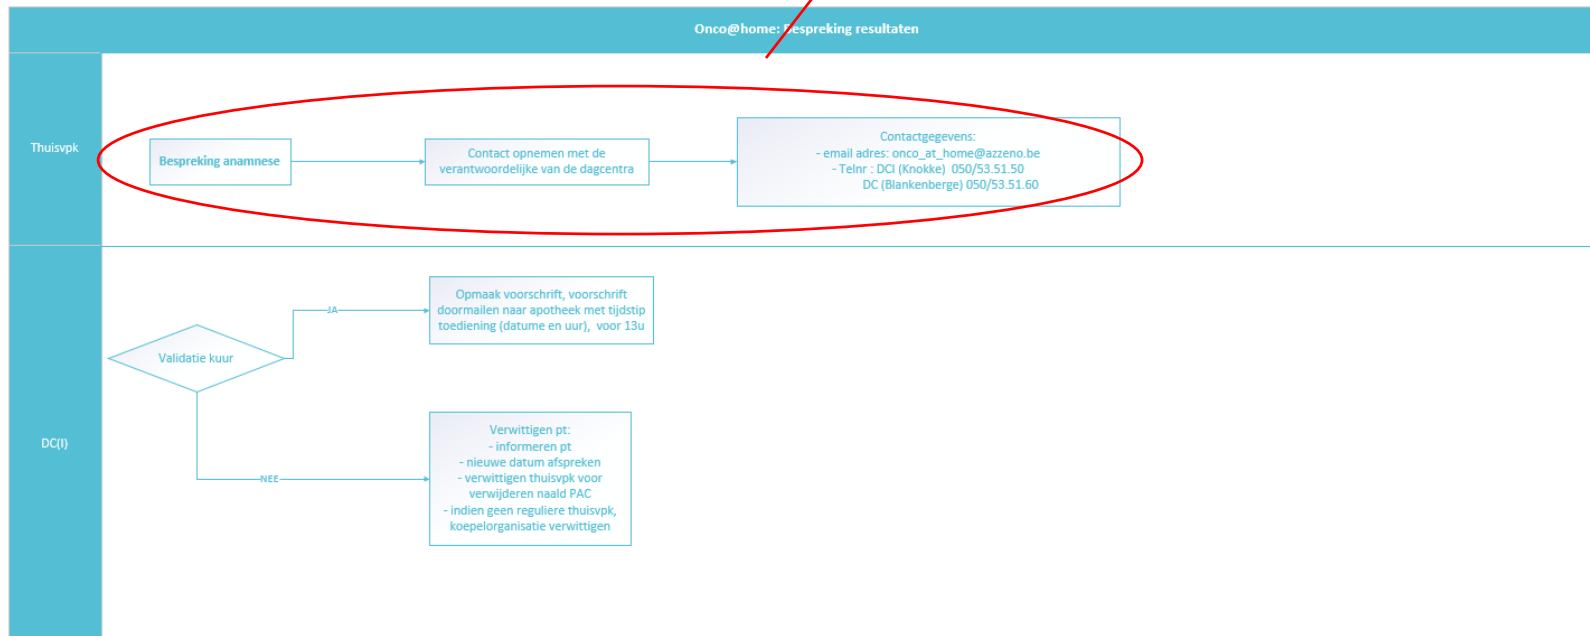 Onco@home: Bespreking resultaten
Thuisvpk
Bespreking anamnese
Contact opnemen met de
verantwoordelijke van de dagcentra
Contactgegevens:
- email adres: onco_at_home@azzeno.be
- Telnr : DCI (Knokke) 050/53.51.50
DC (Blankenberge) 050/53.51.60
DC(I)
Validatie kuur
JA
Opmaak voorschrift, voorschrift
doormailen naar apotheek met tijdstip
toediening (datume en uur), voor 13u
NEE
Verwittigen pt:
- informeren pt
- nieuwe datum afspreken
- verwittigen thuisvpk voor
verwijderen naald PAC
- indien geen reguliere thuisvpk,
koepelorganisatie verwittigen